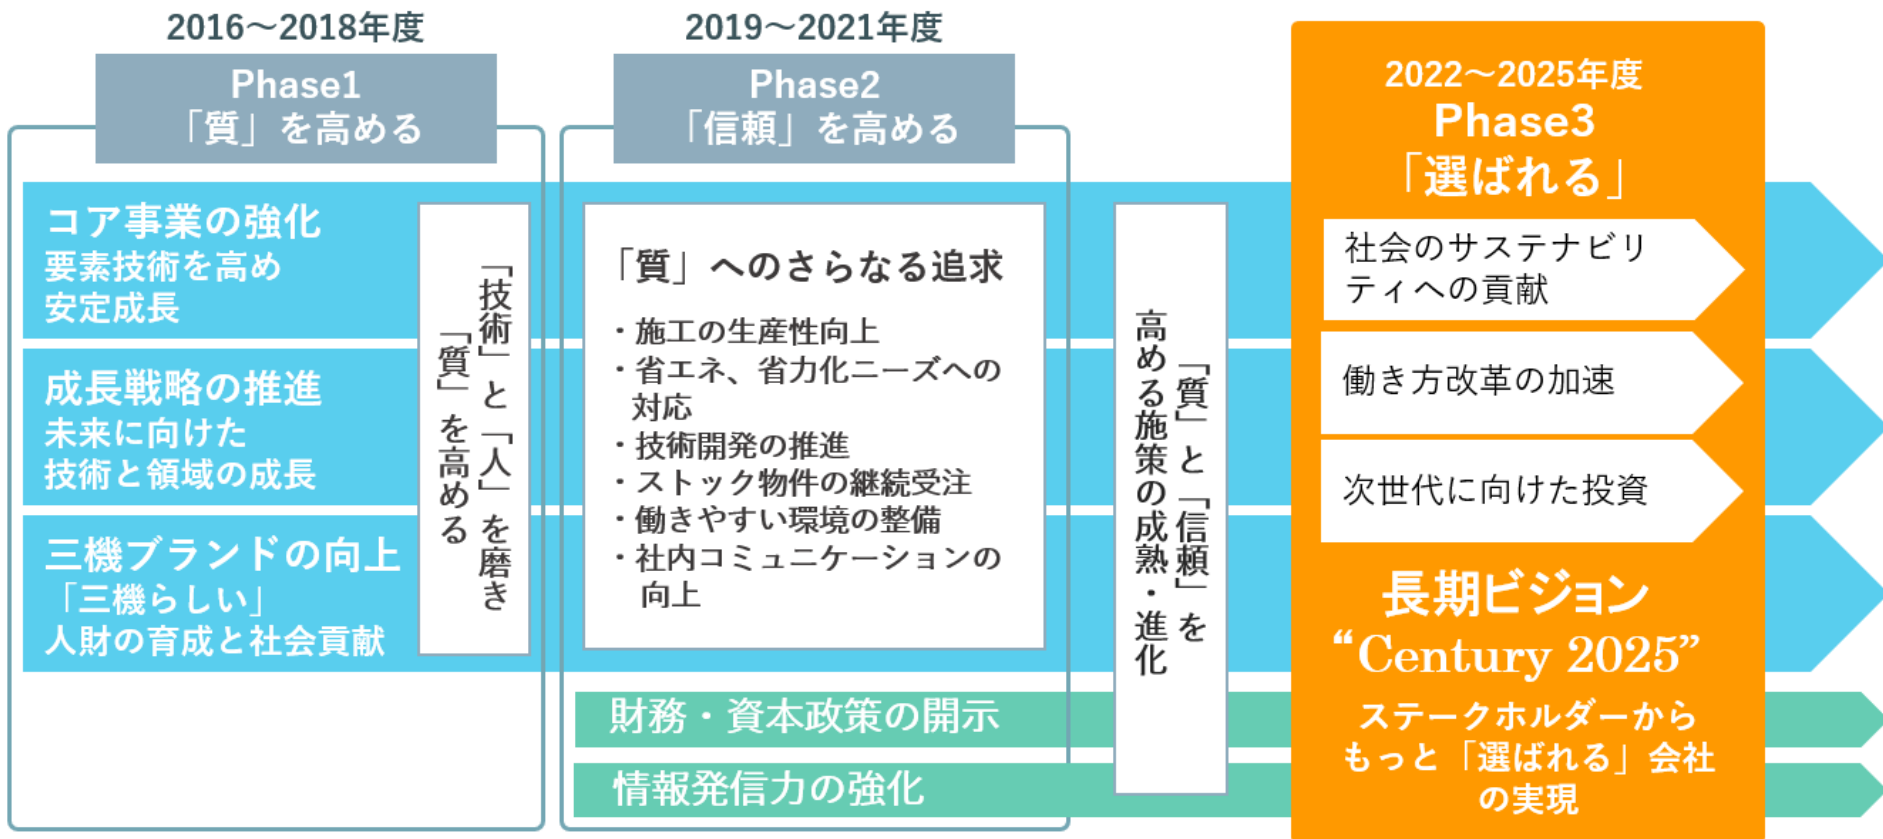 2016～2018年度
Phase1
「質」を高める
コア事業の強化
要素技術を高め
安定成長
成長戦略の推進
未来に向けた
技術と領域の成長
三機ブランドの向上
「三機らしい」
人財の育成と社会貢献
「技術」と「人」を磨き
「質」を高める
2019～2021年度
Phase2
「信頼」を高める
「質」へのさらなる追求
・施工の生産性向上
・省エネ、省力化ニーズへの
対応
・技術開発の推進
・ストック物件の継続受注
・働きやすい環境の整備
・社内コミュニケーションの
向上
財務・資本政策の開示
情報発信力の強化
「質」と「信頼」を
高める施策の成熟・進化
2022～2025年度
Phase3
「選ばれる」
社会のサステナビリ
ティへの貢献
働き方改革の加速
次世代に向けた投資
長期ビジョン
“Century 2025”
ステークホルダーから
もっと「選ばれる」会社
の実現